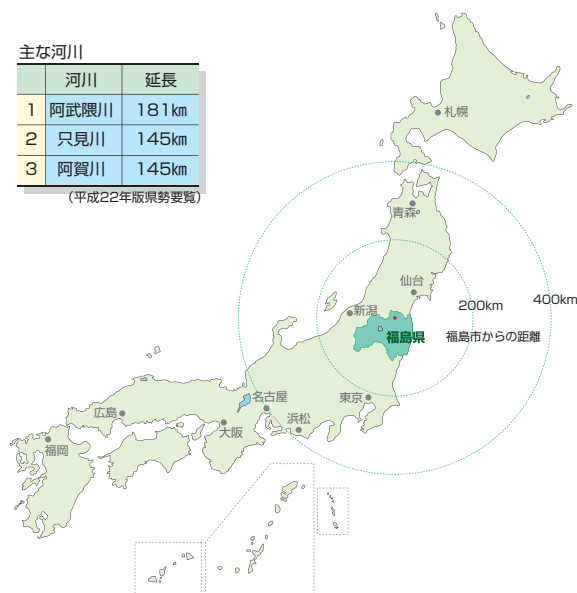 主な河川
河川 延長
1 阿武隈川 181㎞
2 只見川 145㎞
3 阿賀川 145㎞
(平成22年版県勢要覧)
札幌
青森
仙台
新潟
200km
400km
福島県
福島市からの距離
名古屋
東京
広島
浜松
大阪
福岡